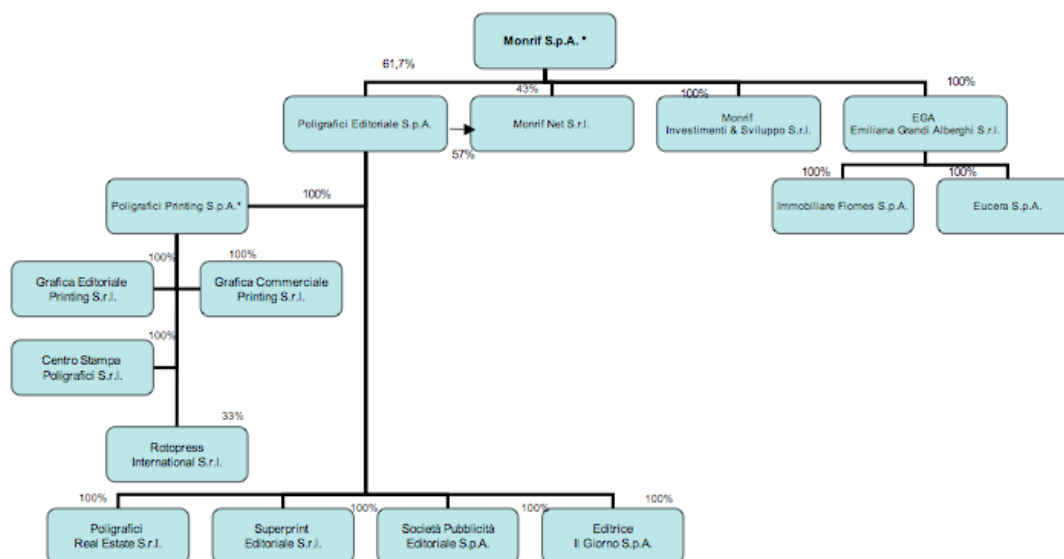 Monrif S.p.A. *
61,7%
43%
100%
100%
Poligrafici Editoriale S.p.A.
57%
Monrif Net S.r.l.
Monrif
Investimenti & Sviluppo S.r.l.
EGA
Emiliana Grandi Alberghi S.r.l.
100%
100%
Immobiliare Fiomes S.p.A.
Eucera S.p.A.
100%
Poligrafici Printing S.p.A.*
100%
100%
Grafica Editoriale
Printing S.r.l.
Grafica Commerciale
Printing S.r.l.
100%
Centro Stampa
Poligrafici S.r.l.
33%
Rotopress
International S.r.l.
100%
100%
100%
100%
Poligrafici
Real Estate S.r.l.
Superprint
Editoriale S.r.l.
Società Pubblicità
Editoriale S.p.A.
Editrice
Il Giorno S.p.A.